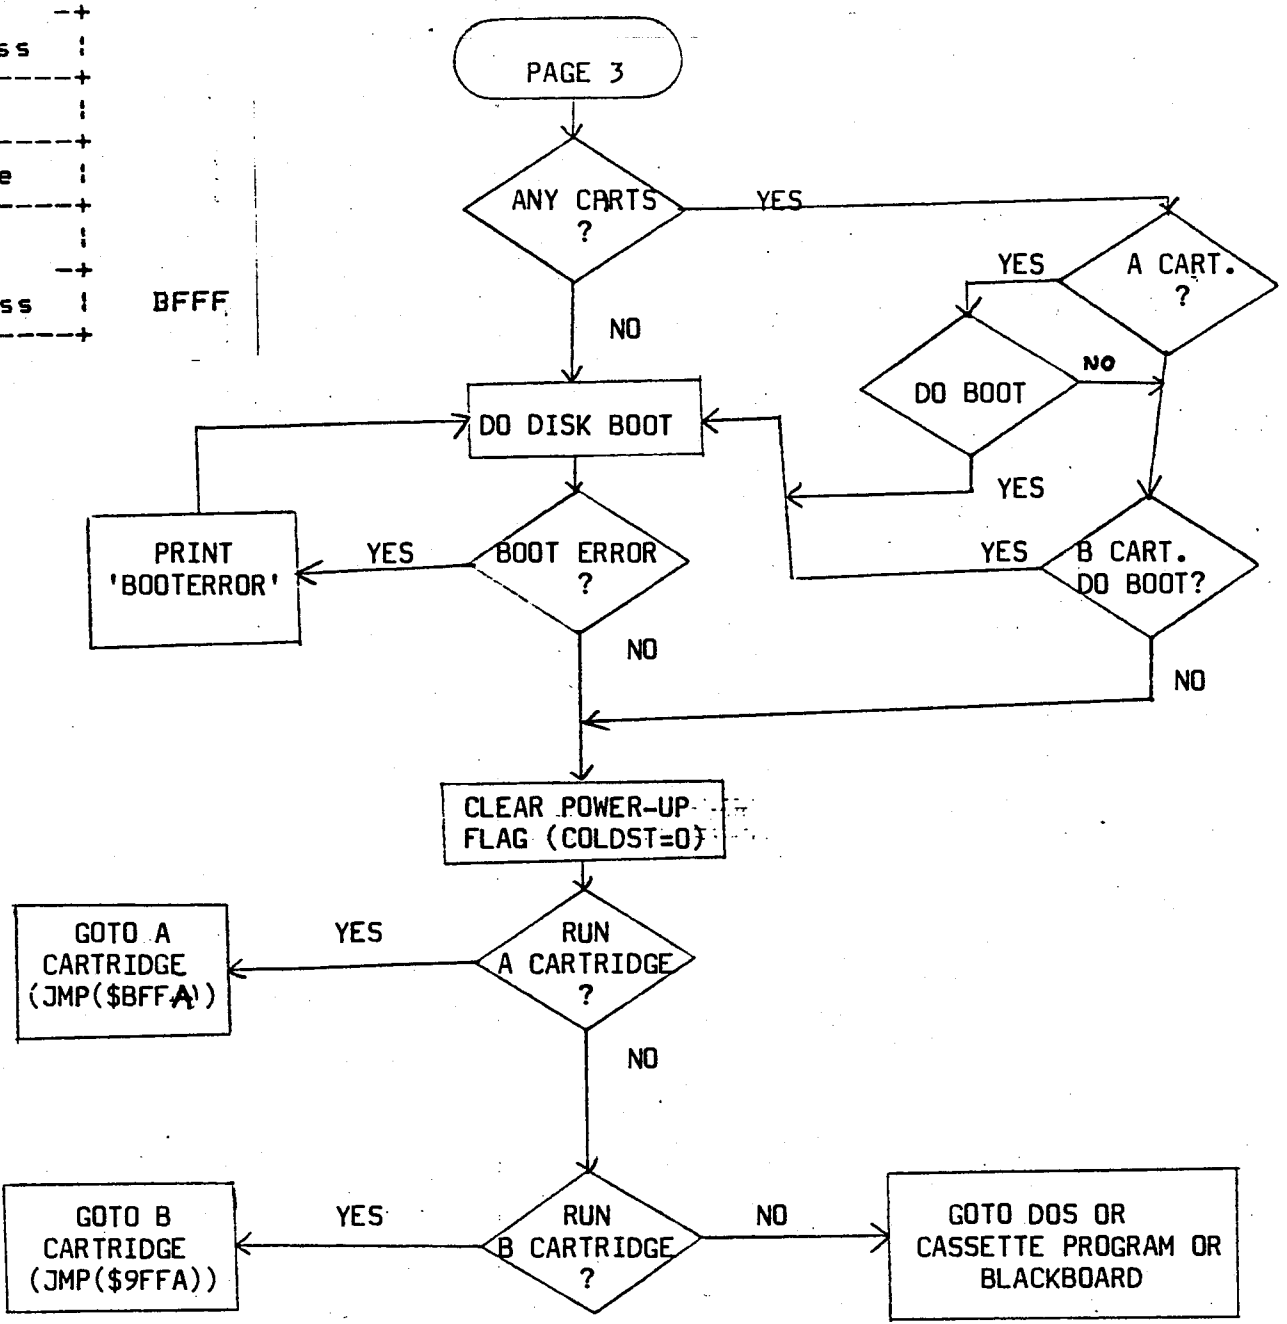 -+
ss !
----+
!
----+
e !
----+
!
-+
ss ! BFFF
----+
PAGE 3
ANY CARTS
?
YES
A CART.
?
YES
NO
DO BOOT
NO
YES
DO DISK BOOT
BOOT ERROR
?
YES
PRINT
'BOOTERROR'
B CART.
DO BOOT?
YES
NO
NO
CLEAR POWER-UP
FLAG (COLDST=0)
RUN
A CARTRIDGE
?
YES
GOTO A
CARTRIDGE
(JMP($BFFA))
NO
RUN
B CARTRIDGE
?
YES
GOTO B
CARTRIDGE
(JMP($9FFA))
NO
GOTO DOS OR
CASSETTE PROGRAM OR
BLACKBOARD